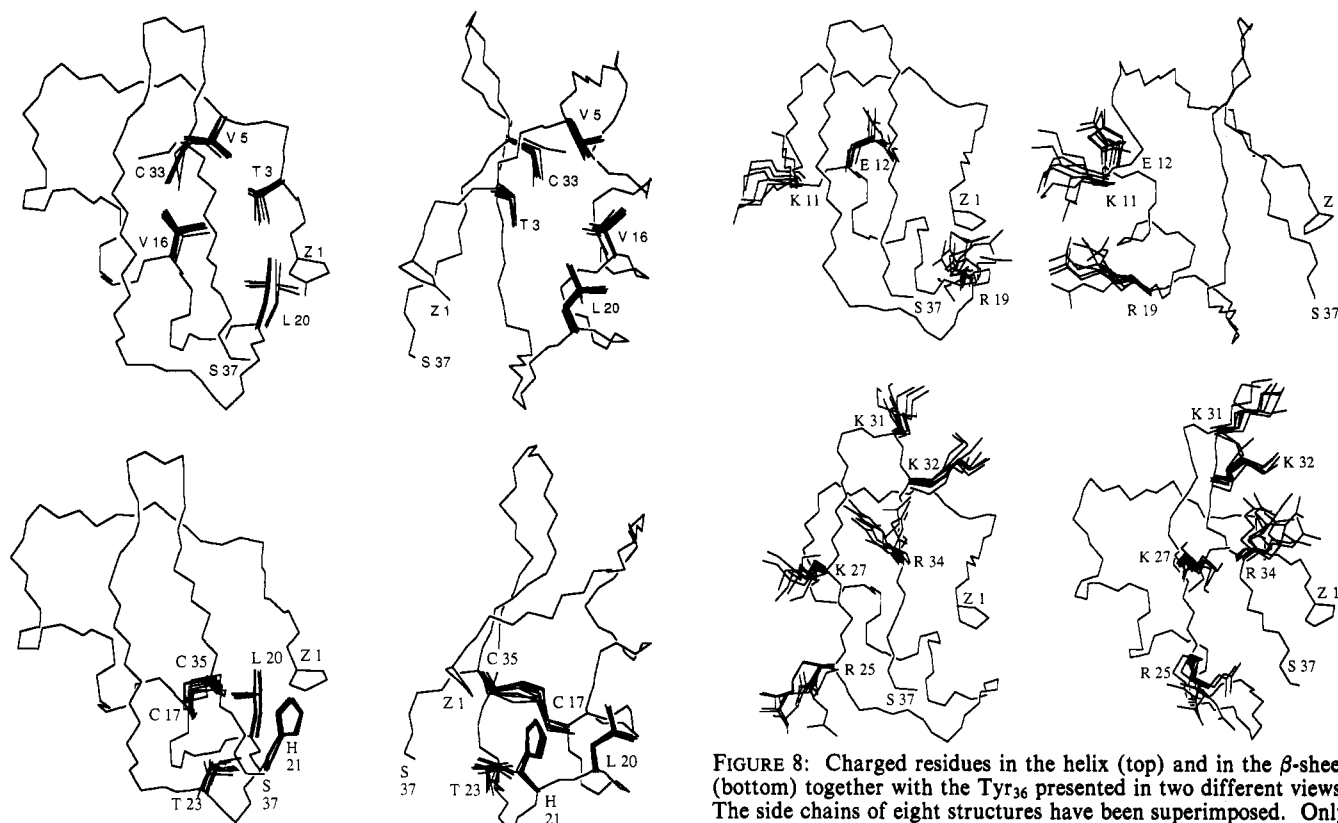 V 5
C 33
T 3
V 16
Z 1
L 20
S 37
V 5
C 33
T 3
V 16
Z 1
L 20
S 37
C 35
L 20
Z 1
C 17
H
21
T 23
S
37
C 35
Z 1
C 17
L 20
S
37
T 23
H
21
E 12
K 11
Z 1
S 37
R 19
E 12
K 11
Z
R 19
S 37
K 31
K 32
K 27
R 34
Z 1
R 25
S 37
K 31
K 32
K 27
R 34
Z 1
R 25
S 37
FIGURE 8: Charged residues in the helix (top) and in the β-shee
(bottom) together with the Tyr36 presented in two different views
The side chains of eight structures have been superimposed. Only